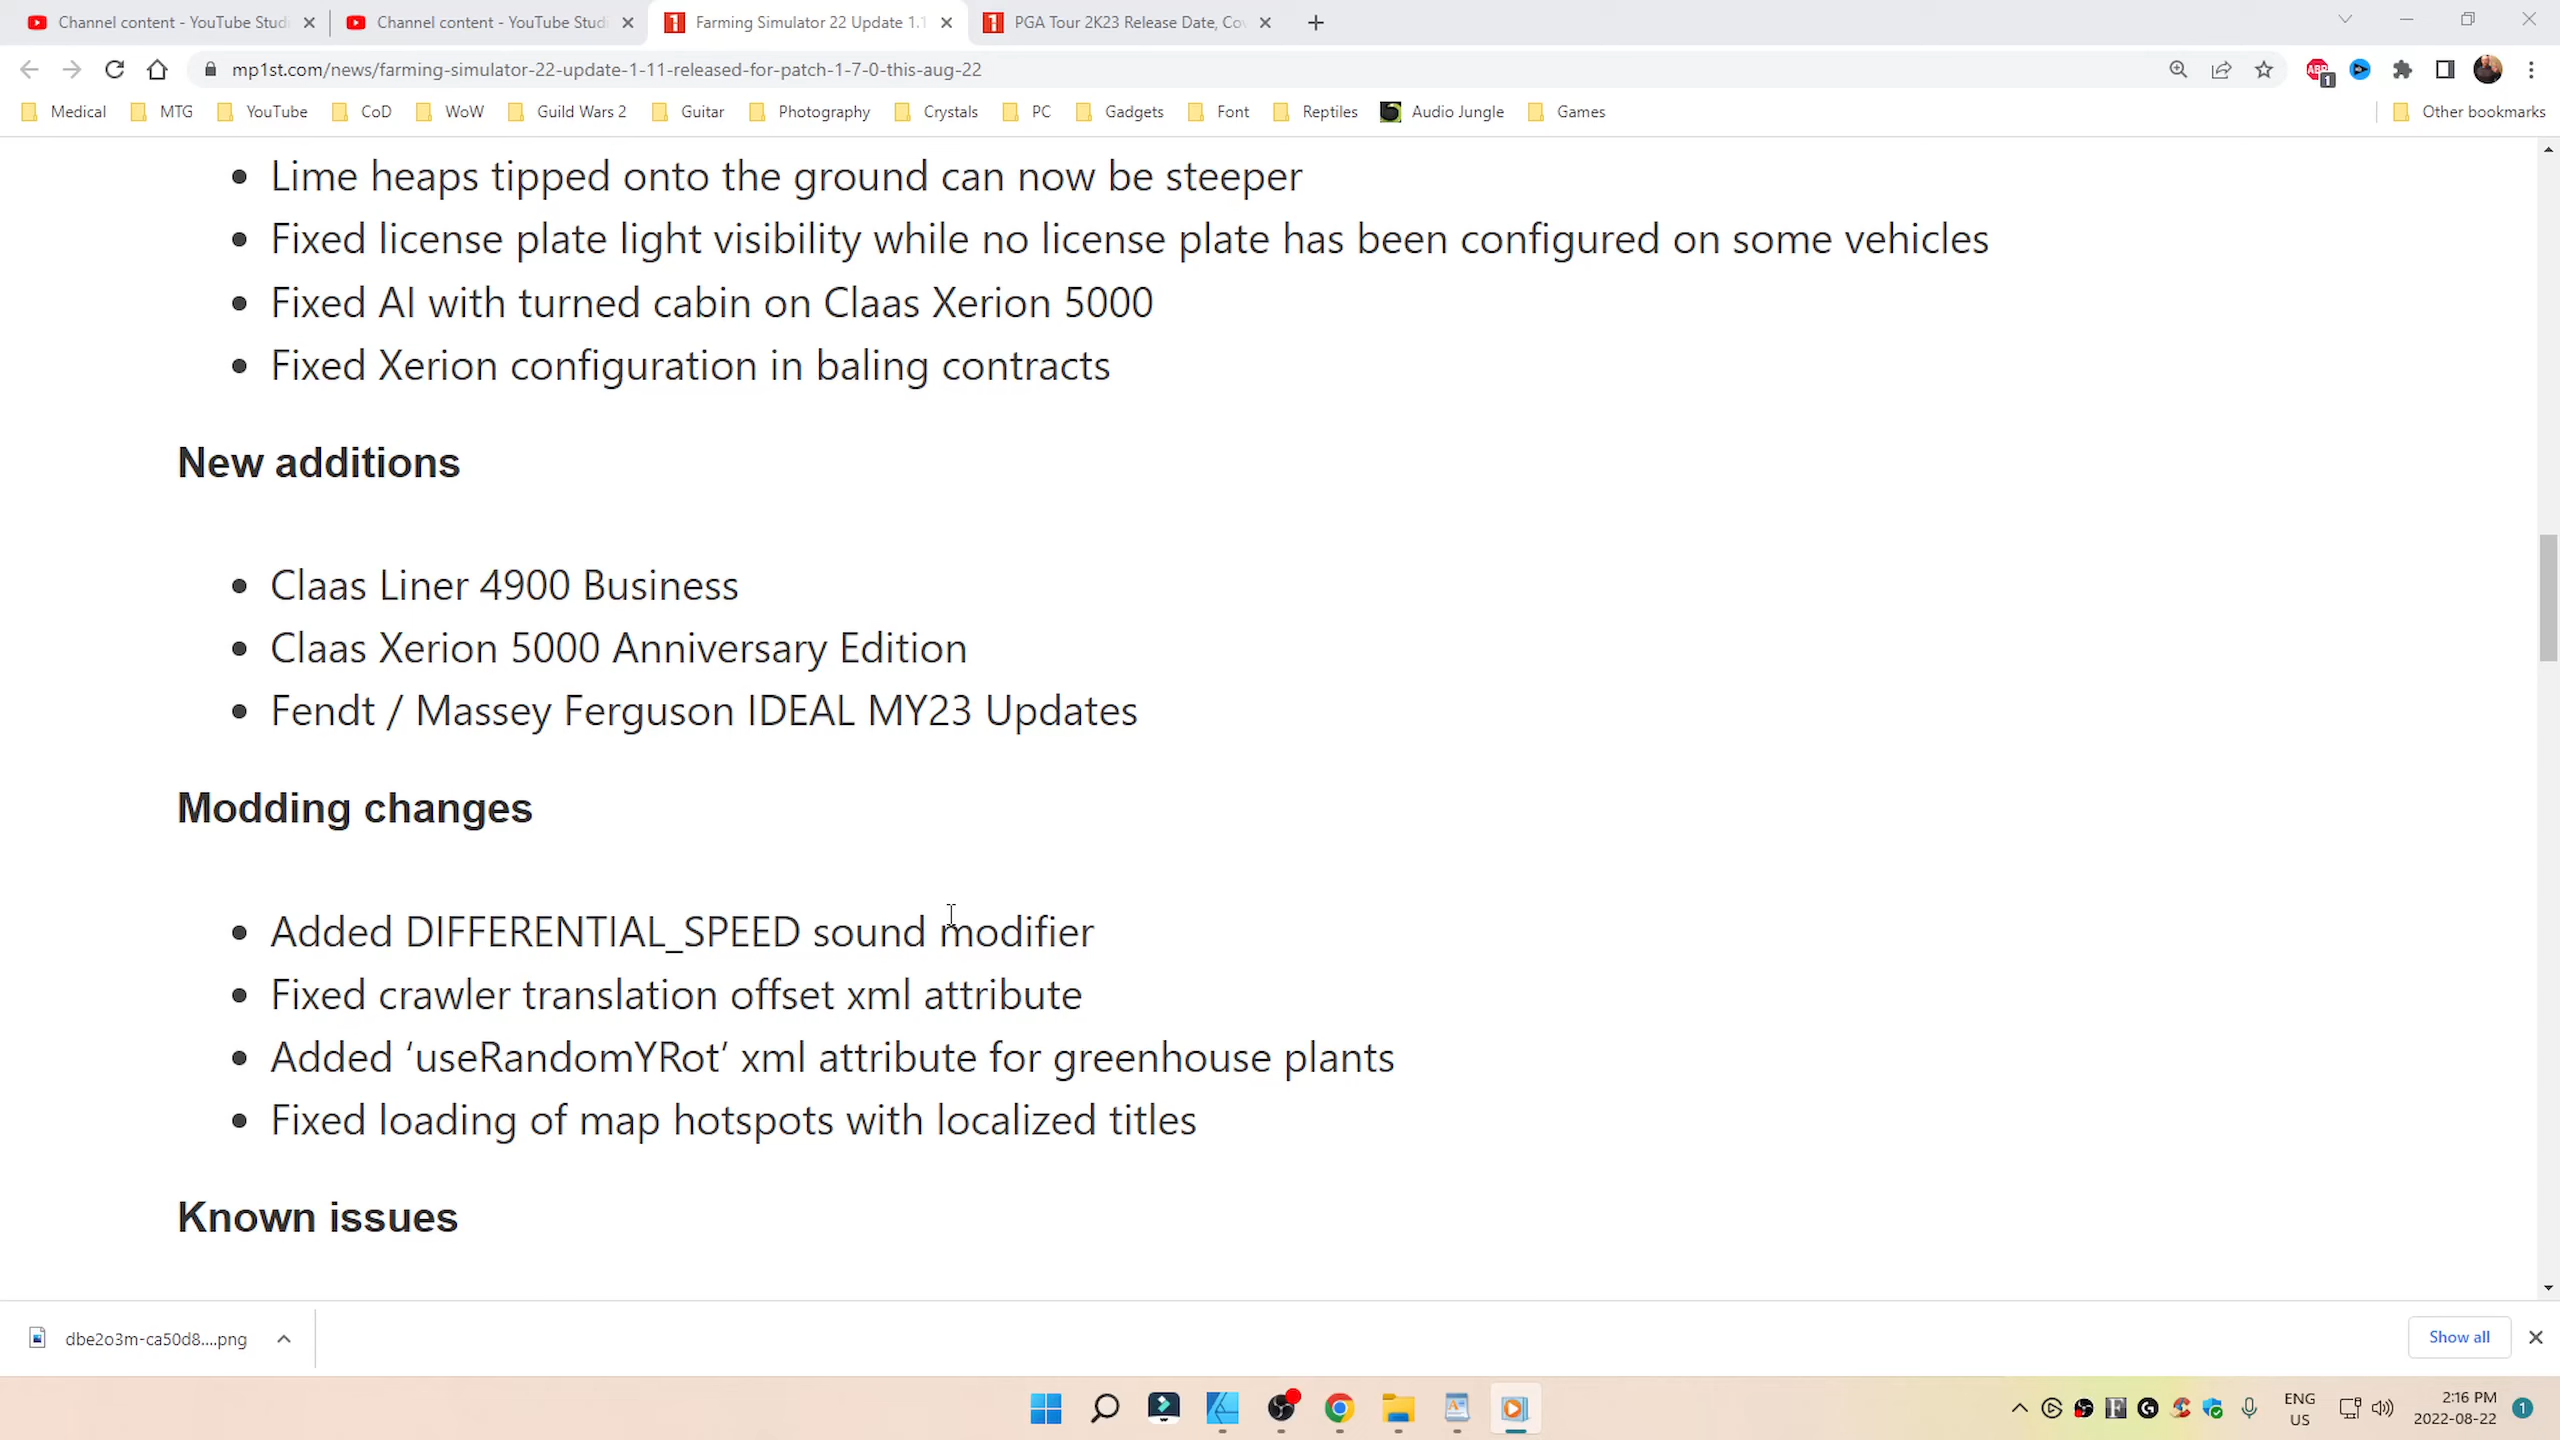 Channel content - YouTube Studi
Channel content - YouTube Studi
Farming Simulator 22 Update 1.1
PGA Tour 2K23 Release Date, Cov
mp1st.com/news/farming-simulator-22-update-1-11-released-for-patch-1-7-0-this-aug-22
ABP 1
Medical MTG YouTube CoD WoW Guild Wars 2 Guitar Photography Crystals PC Gadgets Font Reptiles Audio Jungle Games Other bookmarks
• Lime heaps tipped onto the ground can now be steeper
• Fixed license plate light visibility while no license plate has been configured on some vehicles
• Fixed AI with turned cabin on Claas Xerion 5000
• Fixed Xerion configuration in baling contracts
New additions
• Claas Liner 4900 Business
• Claas Xerion 5000 Anniversary Edition
• Fendt / Massey Ferguson IDEAL MY23 Updates
Modding changes
• Added DIFFERENTIAL_SPEED sound modifier
• Fixed crawler translation offset xml attribute
• Added ‘useRandomYRot’ xml attribute for greenhouse plants
• Fixed loading of map hotspots with localized titles
Known issues
dbe2o3m-ca50d8....png
Show all
ENG
US
2:16 PM
2022-08-22
1